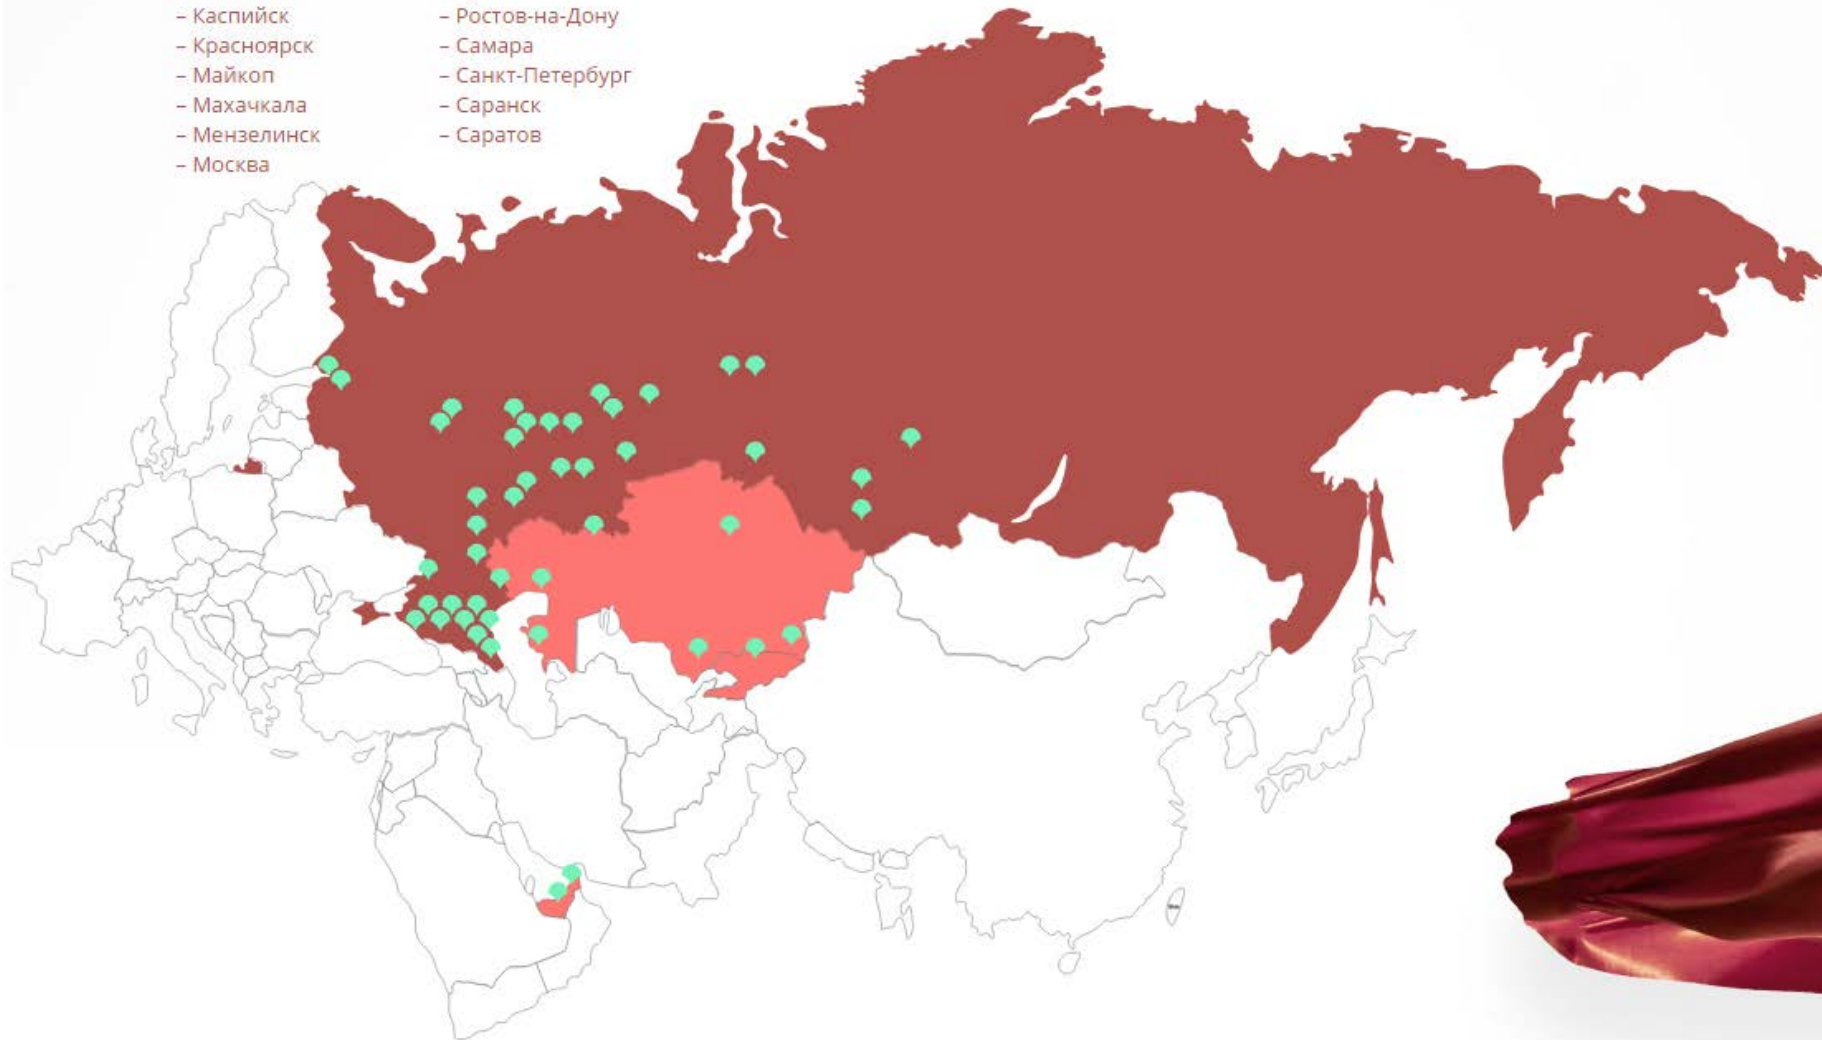 – Каспийск
– Красноярск
– Майкоп
– Махачкала
– Мензелинск
– Москва
– Ростов-на-Дону
– Самара
– Санкт-Петербург
– Саранск
– Саратов